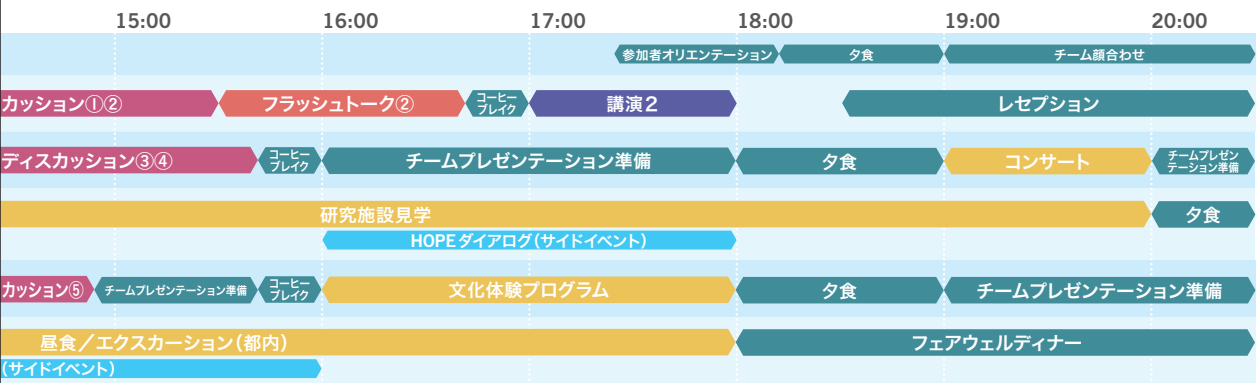 15:00 16:00 17:00 18:00 19:00 20:00
参加者オリエンテーション 夕食 チーム顔合わせ
カッション①② フラッシュトーク② コーヒー
ブレイク 講演2 レセプション
ディスカッション③④ コーヒー
ブレイク チームプレゼンテーション準備 夕食 コンサート チームプレゼン
テーション準備
研究施設見学 夕食
HOPEダイアログ(サイドイベント)
カッション⑤ チームプレゼンテーション準備 コーヒー
ブレイク 文化体験プログラム 夕食 チームプレゼンテーション準備
昼食／エクスカーション(都内) フェアウェルディナー
(サイドイベント)